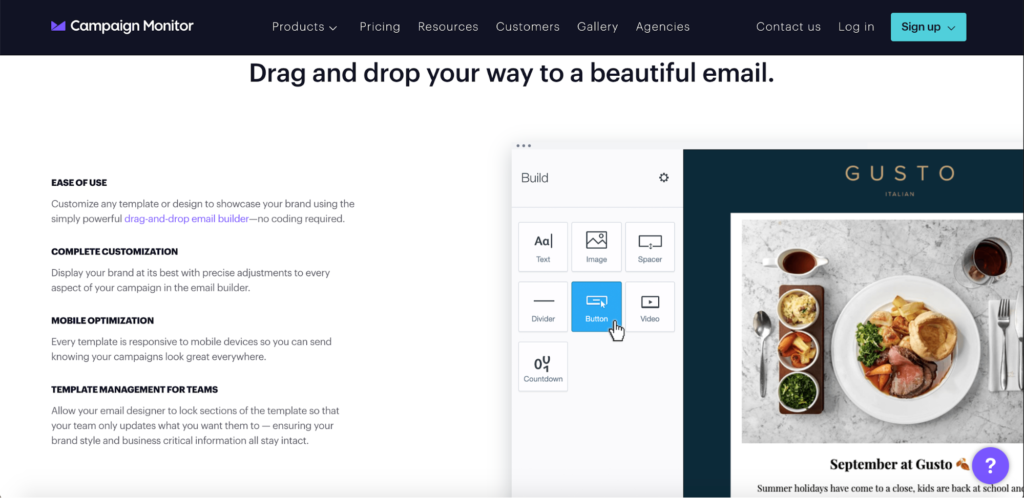 Campaign Monitor
Products
Pricing
Resources
Customers
Gallery
Agencies
Contact us
Log in
Sign up
Drag and drop your way to a beautiful email.
EASE OF USE
Customize any template or design to showcase your brand using the
simply powerful drag-and-drop email builder—no coding required.
COMPLETE CUSTOMIZATION
Display your brand at its best with precise adjustments to every
aspect of your campaign in the email builder.
MOBILE OPTIMIZATION
Every template is responsive to mobile devices so you can send
knowing your campaigns look great everywhere.
TEMPLATE MANAGEMENT FOR TEAMS
Allow your email designer to lock sections of the template so that
your team only updates what you want them to — ensuring your
brand style and business critical information all stay intact.
Build
Aa
Text
Image
Spacer
Divider
Button
Video
Countdown
GUSTO
ITALIAN
September at Gusto
Summer holidays have come to a close, kids are back at school and
?